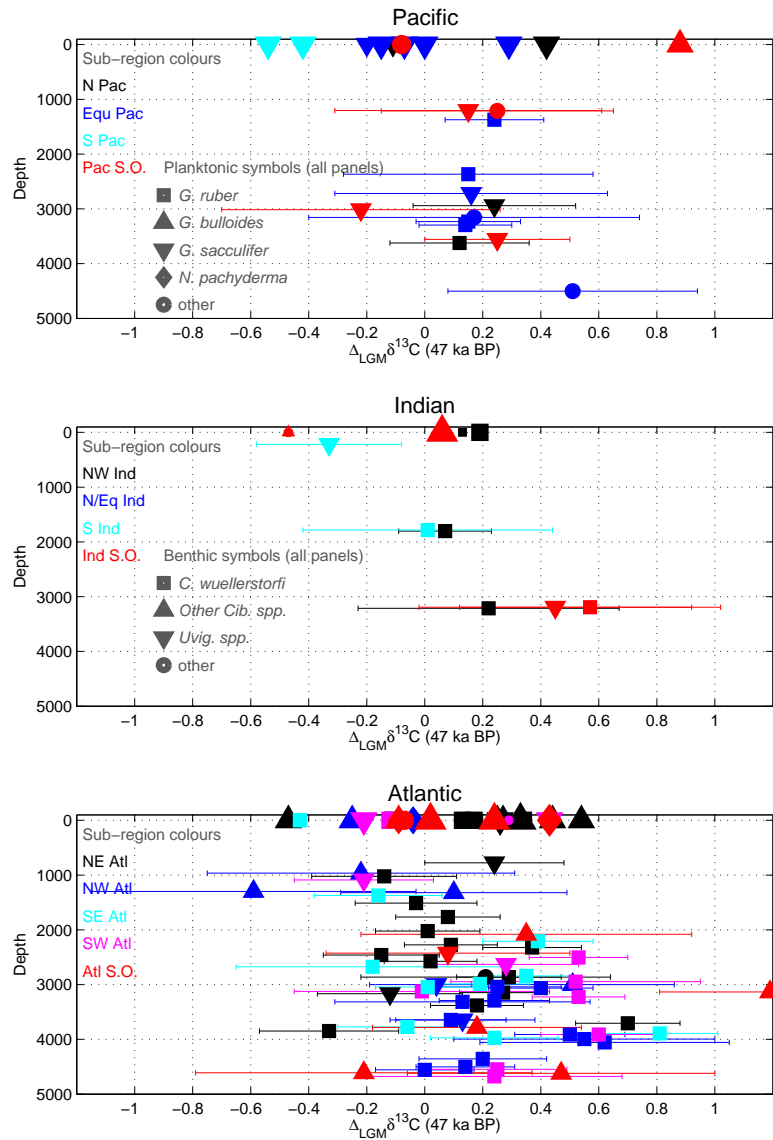 Pacific
0
Sub−region colours
N Pac
1000
Equ Pac
S Pac
2000
Pac S.O.
Planktonic symbols (all panels)
G. ruber
3000
G. bulloides
G. sacculifer
4000
N. pachyderma
other
5000
Depth
−1 −0.8 −0.6 −0.4 −0.2 0 0.2 0.4 0.6 0.8 1
Δ_LGM δ¹³C (47 ka BP)
Indian
0
Sub−region colours
NW Ind
1000
N/Eq Ind
S Ind
2000
Ind S.O.
Benthic symbols (all panels)
C. wuellerstorfi
3000
Other Cib. spp.
Uvig. spp.
4000
other
5000
Depth
−1 −0.8 −0.6 −0.4 −0.2 0 0.2 0.4 0.6 0.8 1
Δ_LGM δ¹³C (47 ka BP)
Atlantic
0
Sub−region colours
NE Atl
1000
NW Atl
SE Atl
2000
SW Atl
Atl S.O.
3000
4000
5000
Depth
−1 −0.8 −0.6 −0.4 −0.2 0 0.2 0.4 0.6 0.8 1
Δ_LGM δ¹³C (47 ka BP)